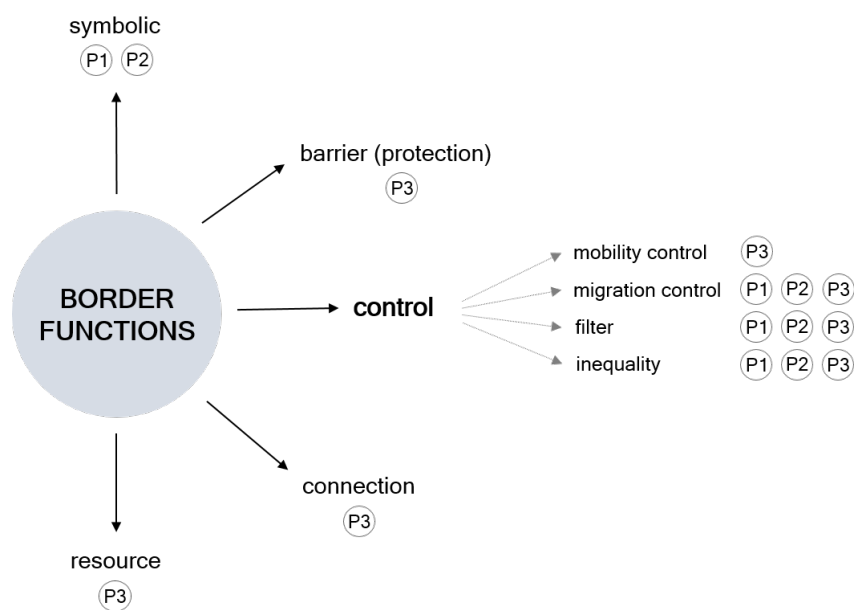 symbolic
P1 P2
barrier (protection)
P3
BORDER
FUNCTIONS
control
mobility control P3
migration control P1 P2 P3
filter P1 P2 P3
inequality P1 P2 P3
connection
P3
resource
P3